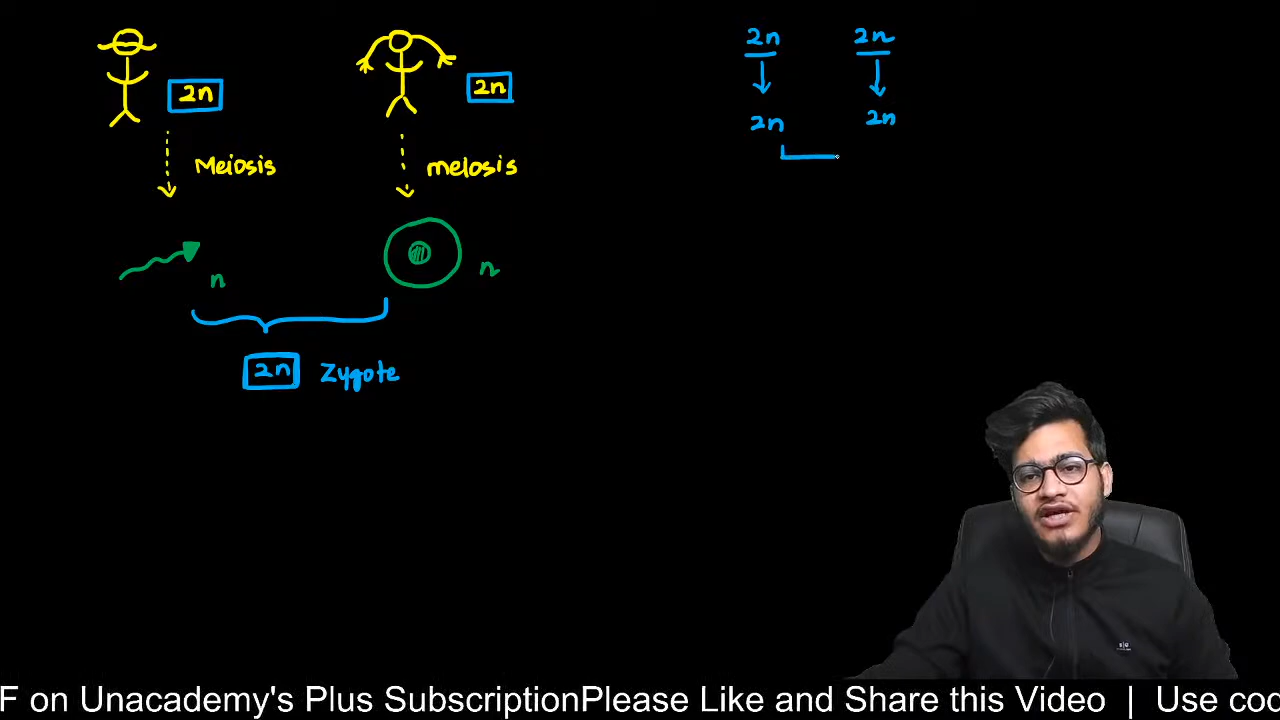 2n 2n
2n 2n
2n 2n
Meiosis meiosis
n n
2n Zygote
F on Unacademy's Plus SubscriptionPlease Like and Share this Video | Use cod